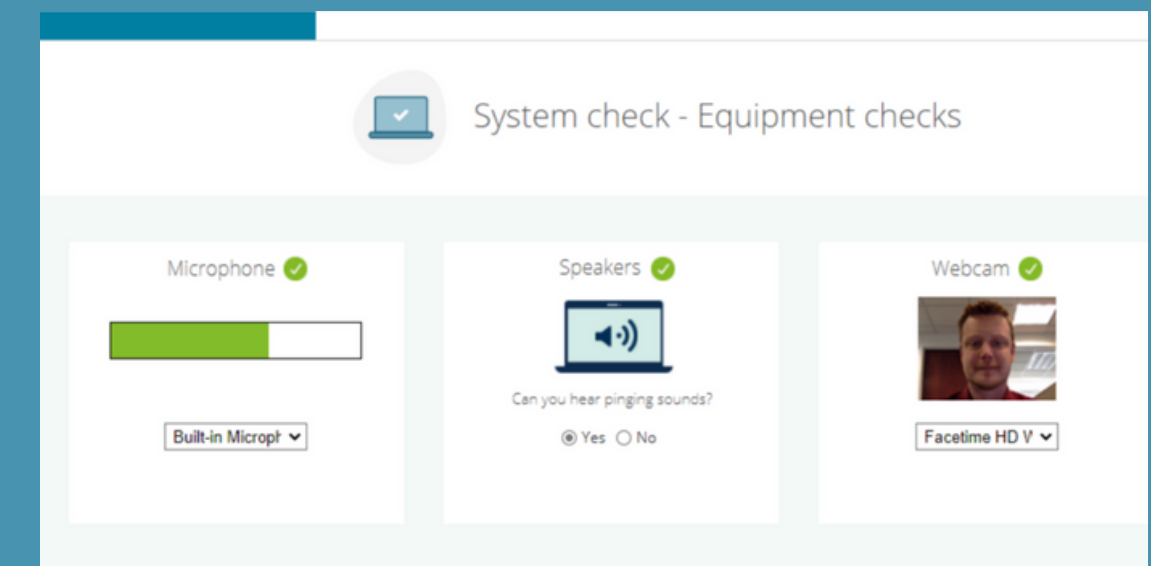 System check - Equipment checks
Microphone
Speakers
Webcam
Can you hear pinging sounds?
Built-in Microph
Yes No
Facetime HD